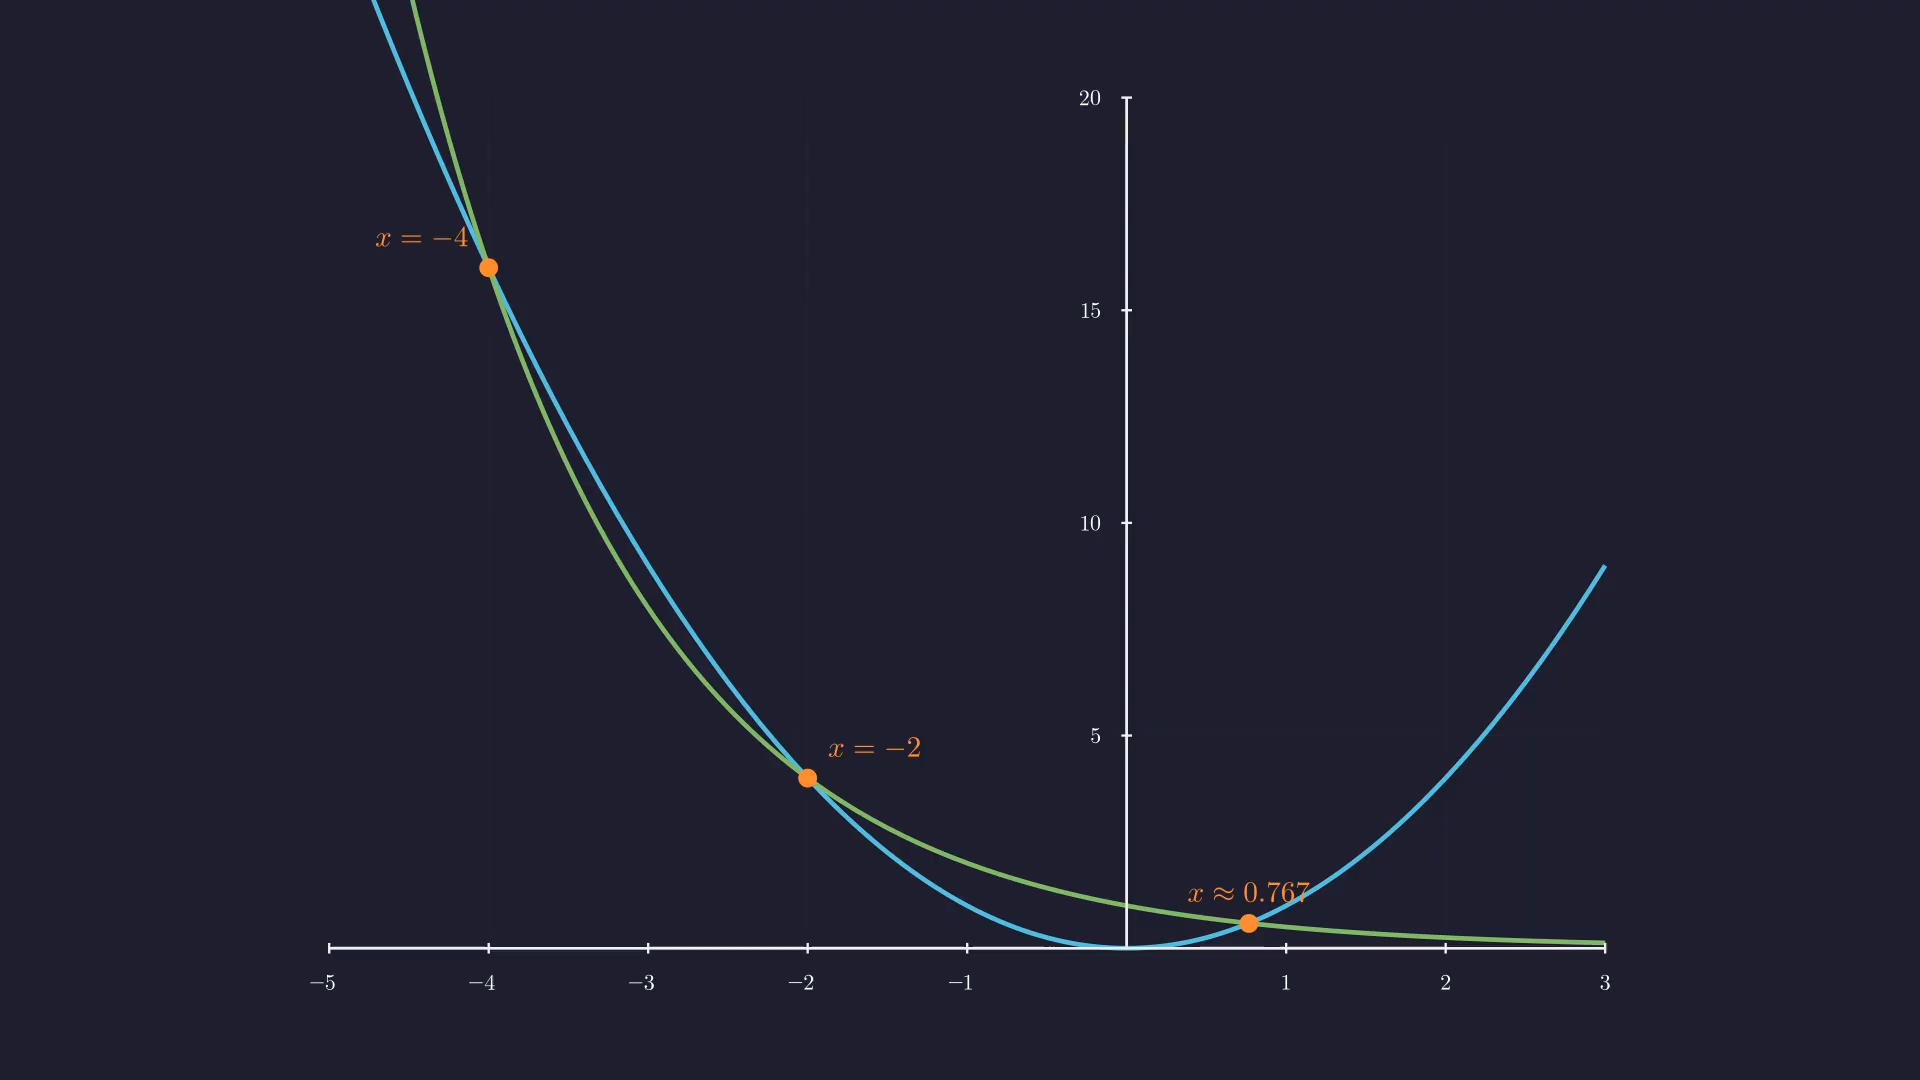 20
x = −4
15
10
5
x = −2
x ≈ 0.767
−5 −4 −3 −2 −1 1 2 3